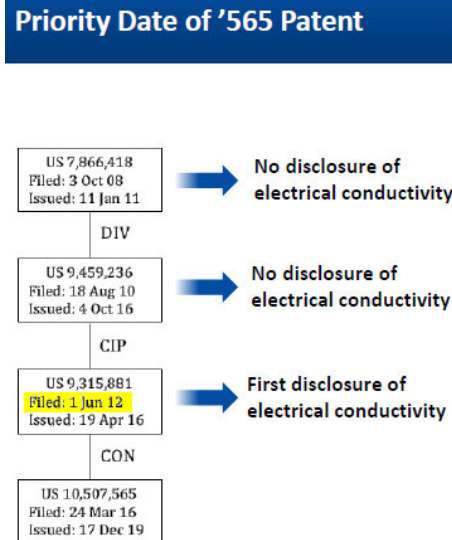 Priority Date of ’565 Patent
US 7,866,418
Filed: 3 Oct 08
Issued: 11 Jan 11
No disclosure of
electrical conductivity
DIV
US 9,459,236
Filed: 18 Aug 10
Issued: 4 Oct 16
No disclosure of
electrical conductivity
CIP
US 9,315,881
Filed: 1 Jun 12
Issued: 19 Apr 16
First disclosure of
electrical conductivity
CON
US 10,507,565
Filed: 24 Mar 16
Issued: 17 Dec 19